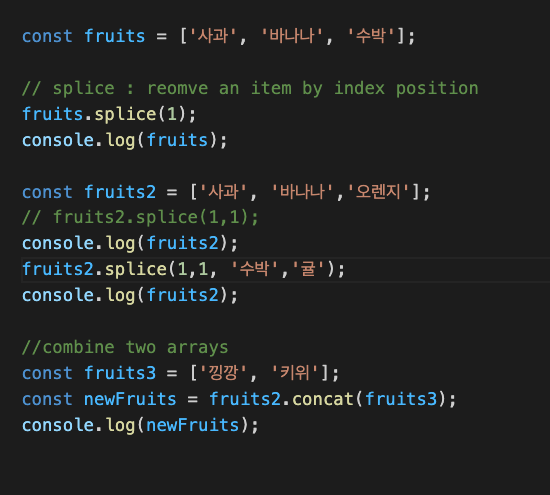 const fruits = ['사과', '바나나', '수박'];
// splice : reomve an item by index position
fruits.splice(1);
console.log(fruits);
const fruits2 = ['사과', '바나나','오렌지'];
// fruits2.splice(1,1);
console.log(fruits2);
fruits2.splice(1,1, '수박','귤');
console.log(fruits2);
//combine two arrays
const fruits3 = ['낑깡', '키위'];
const newFruits = fruits2.concat(fruits3);
console.log(newFruits);